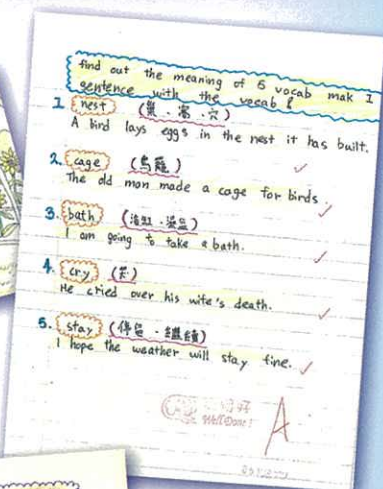 find out the meaning of 5 vocab mak 1
sentence with the vocab
1. nest (巢．窩．穴)
A bird lays eggs in the nest it has built.
2. cage (鳥籠)
The old man made a cage for birds.
3. bath (浴缸．澡盆)
I am going to take a bath.
4. cry (哭)
He cried over his wife's death.
5. stay (停留．繼續)
I hope the weather will stay fine.
Well Done!
A